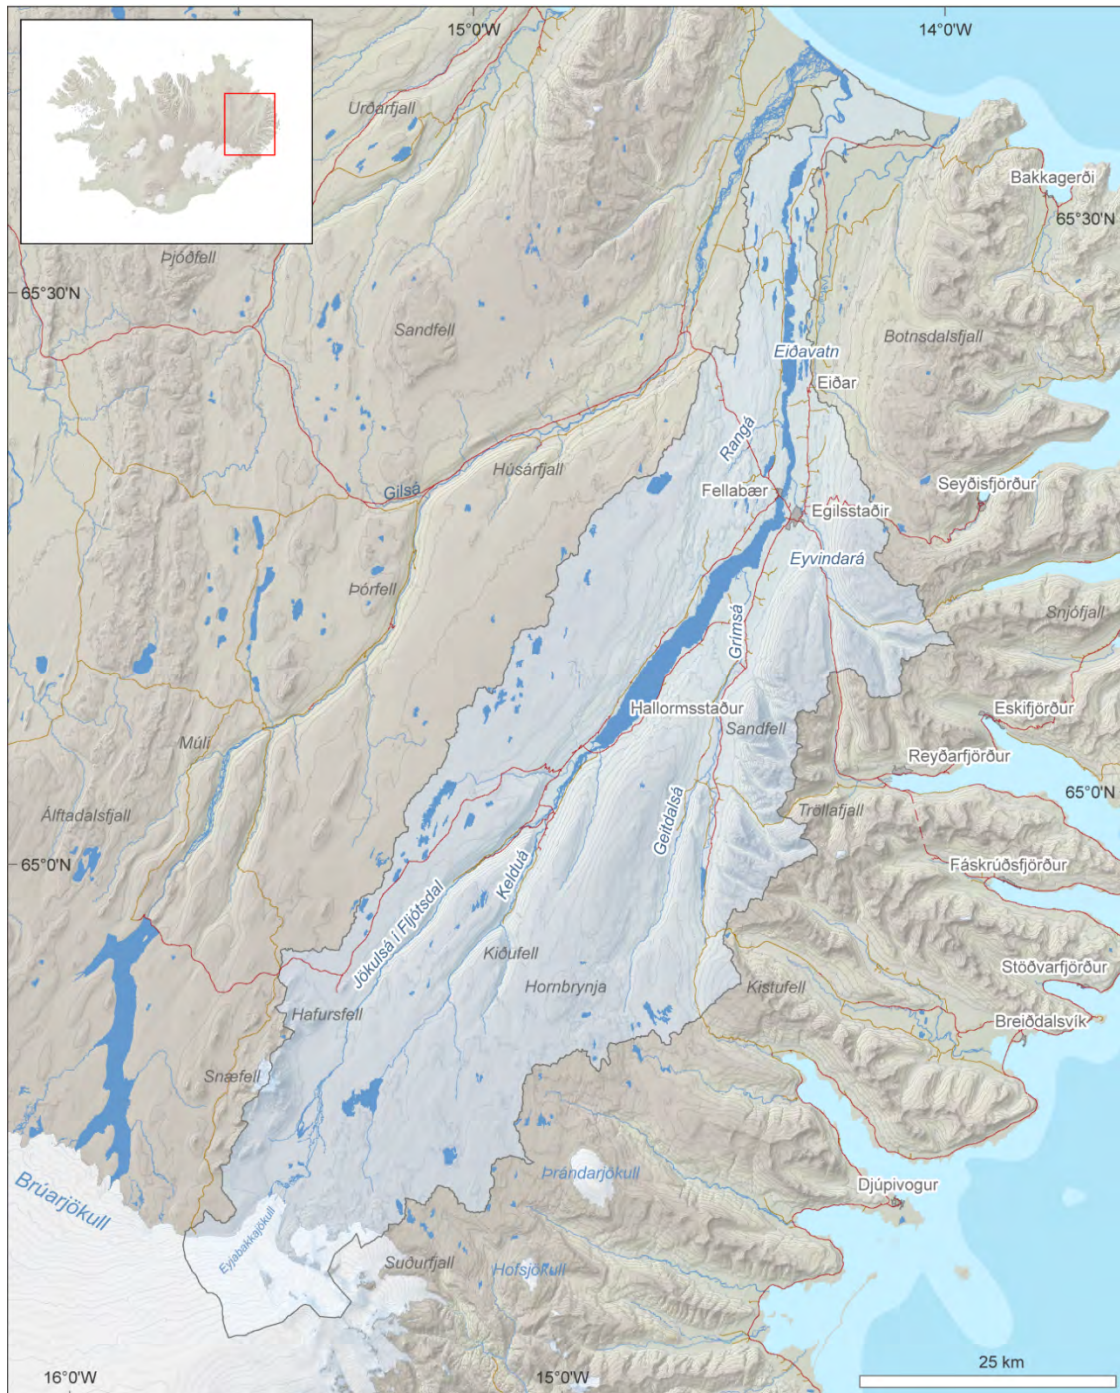 15°0'W
14°0'W
Urðarfjall
Bakkagerði
65°30'N
Þjóðfell
65°30'N
Sandfell
Botnsdalsfjall
Eiðavatn
Eiðar
Rangá
Húsárfjall
Gilsá
Fellabær
Seyðisfjörður
Egilsstaðir
Eyvindará
Þórfell
Snjófjall
Grímsá
Hallormsstaður
Eskifjörður
Sandfell
Múli
Reyðarfjörður
65°0'N
Álftadalsfjall
Tröllafjall
Geitdalsá
65°0'N
Kelduá
Fáskrúðsfjörður
Jökulsá í Fljótsdal
Kiðufell
Stöðvarfjörður
Hornbrynja
Kistufell
Hafursfell
Breiðdalsvík
Snæfell
Þrándarjökull
Brúarjökull
Djúpivogur
Eyjabakkajökull
Suðurfjall
Hofsjökull
25 km
16°0'W
15°0'W